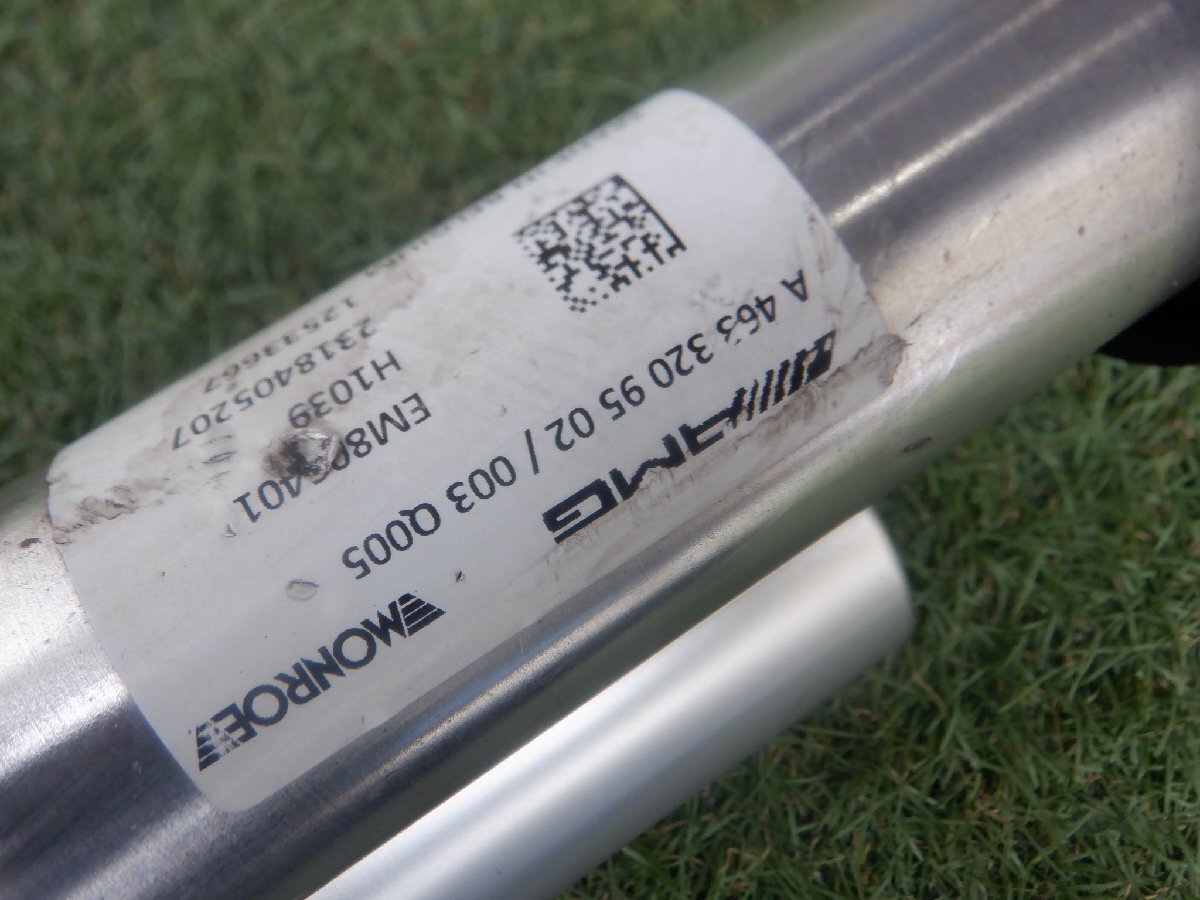 AMG
MONROE
A 463 320 95 02 / 003 Q005
H1039
2318405207